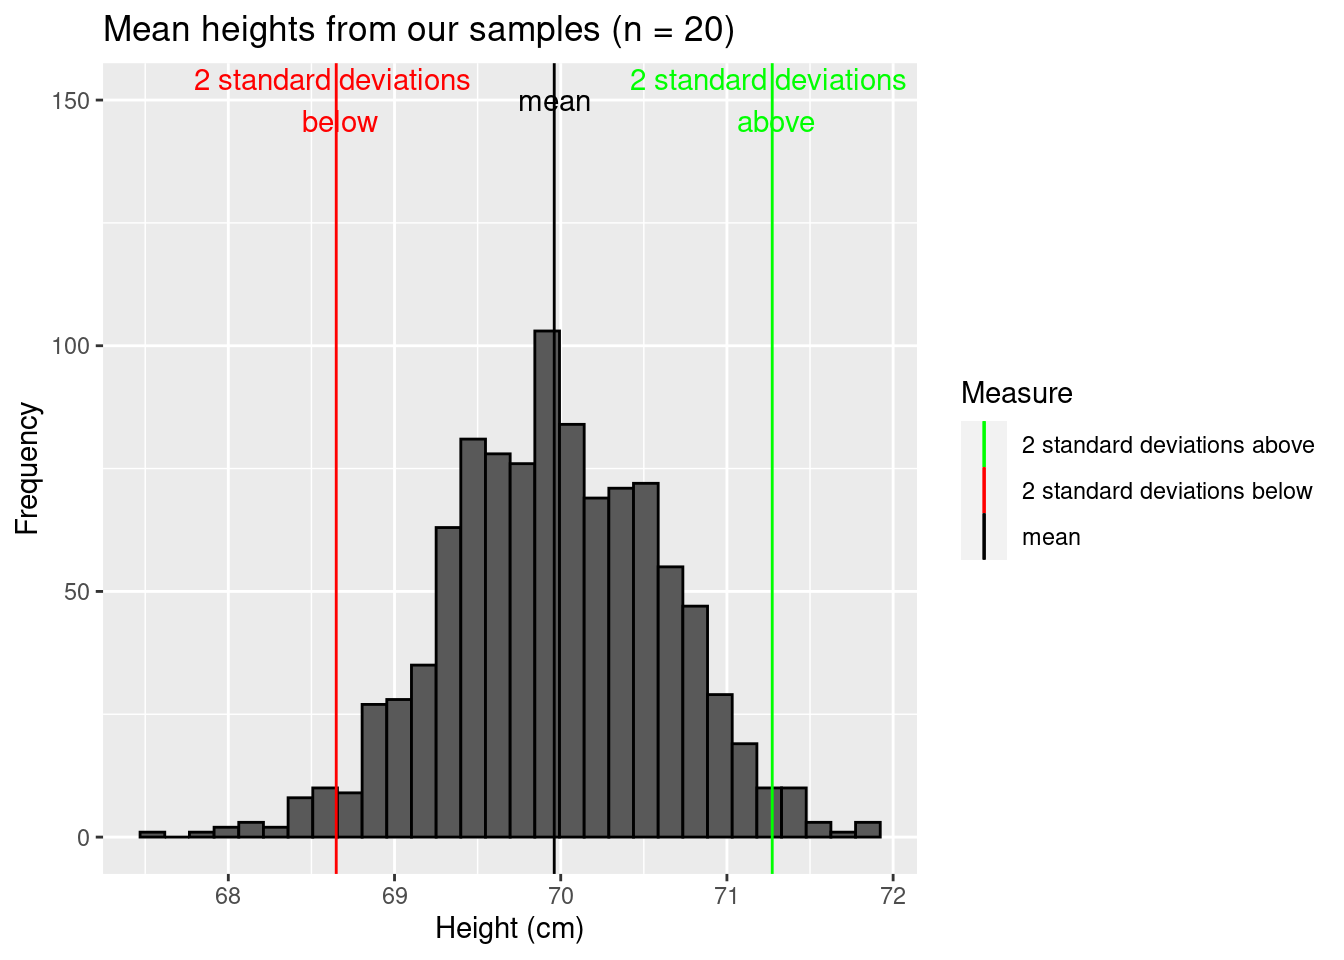 Mean heights from our samples (n = 20)
2 standard deviations
below
mean
2 standard deviations
above
150
100
50
0
Frequency
68
69
70
71
72
Height (cm)
Measure
2 standard deviations above
2 standard deviations below
mean